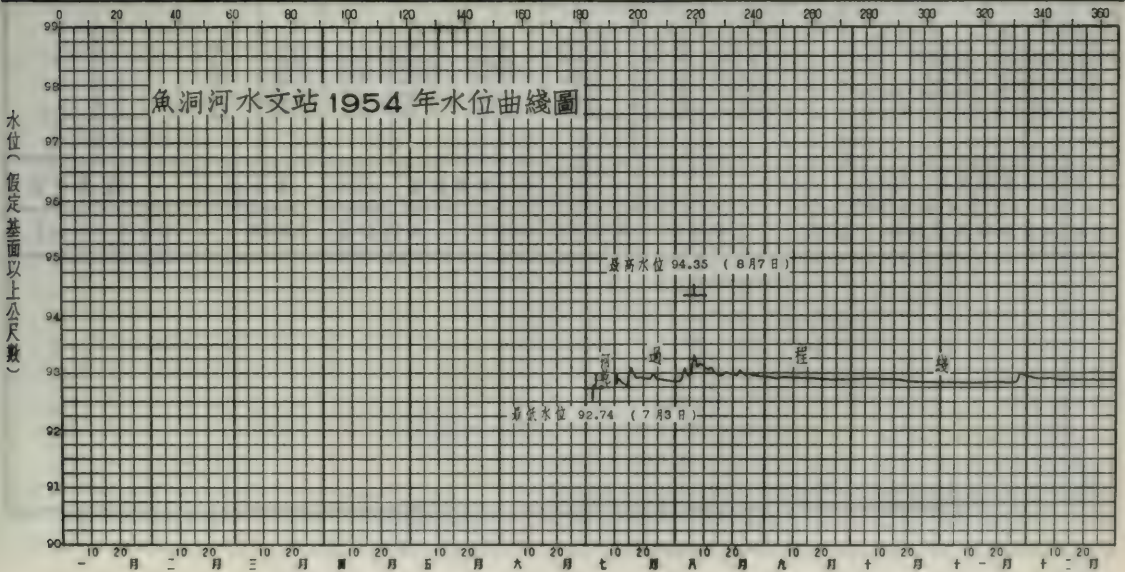 0 20 40 60 80 100 120 140 160 180 200 220 240 260 280 300 320 340 360
魚洞河水文站 1954 年水位曲綫圖
水位(假定基面以上公尺數)
99
98
97
96
95
94
93
92
91
90
最高水位 94.35 (8月7日)
過 程 綫
最低水位 92.74 (7月3日)
10 20 10 20 10 20 10 20 10 20 10 20 10 20 10 20 10 20 10 20 10 20 10 20
一月 二月 三月 四月 五月 六月 七月 八月 九月 十月 十一月 十二月